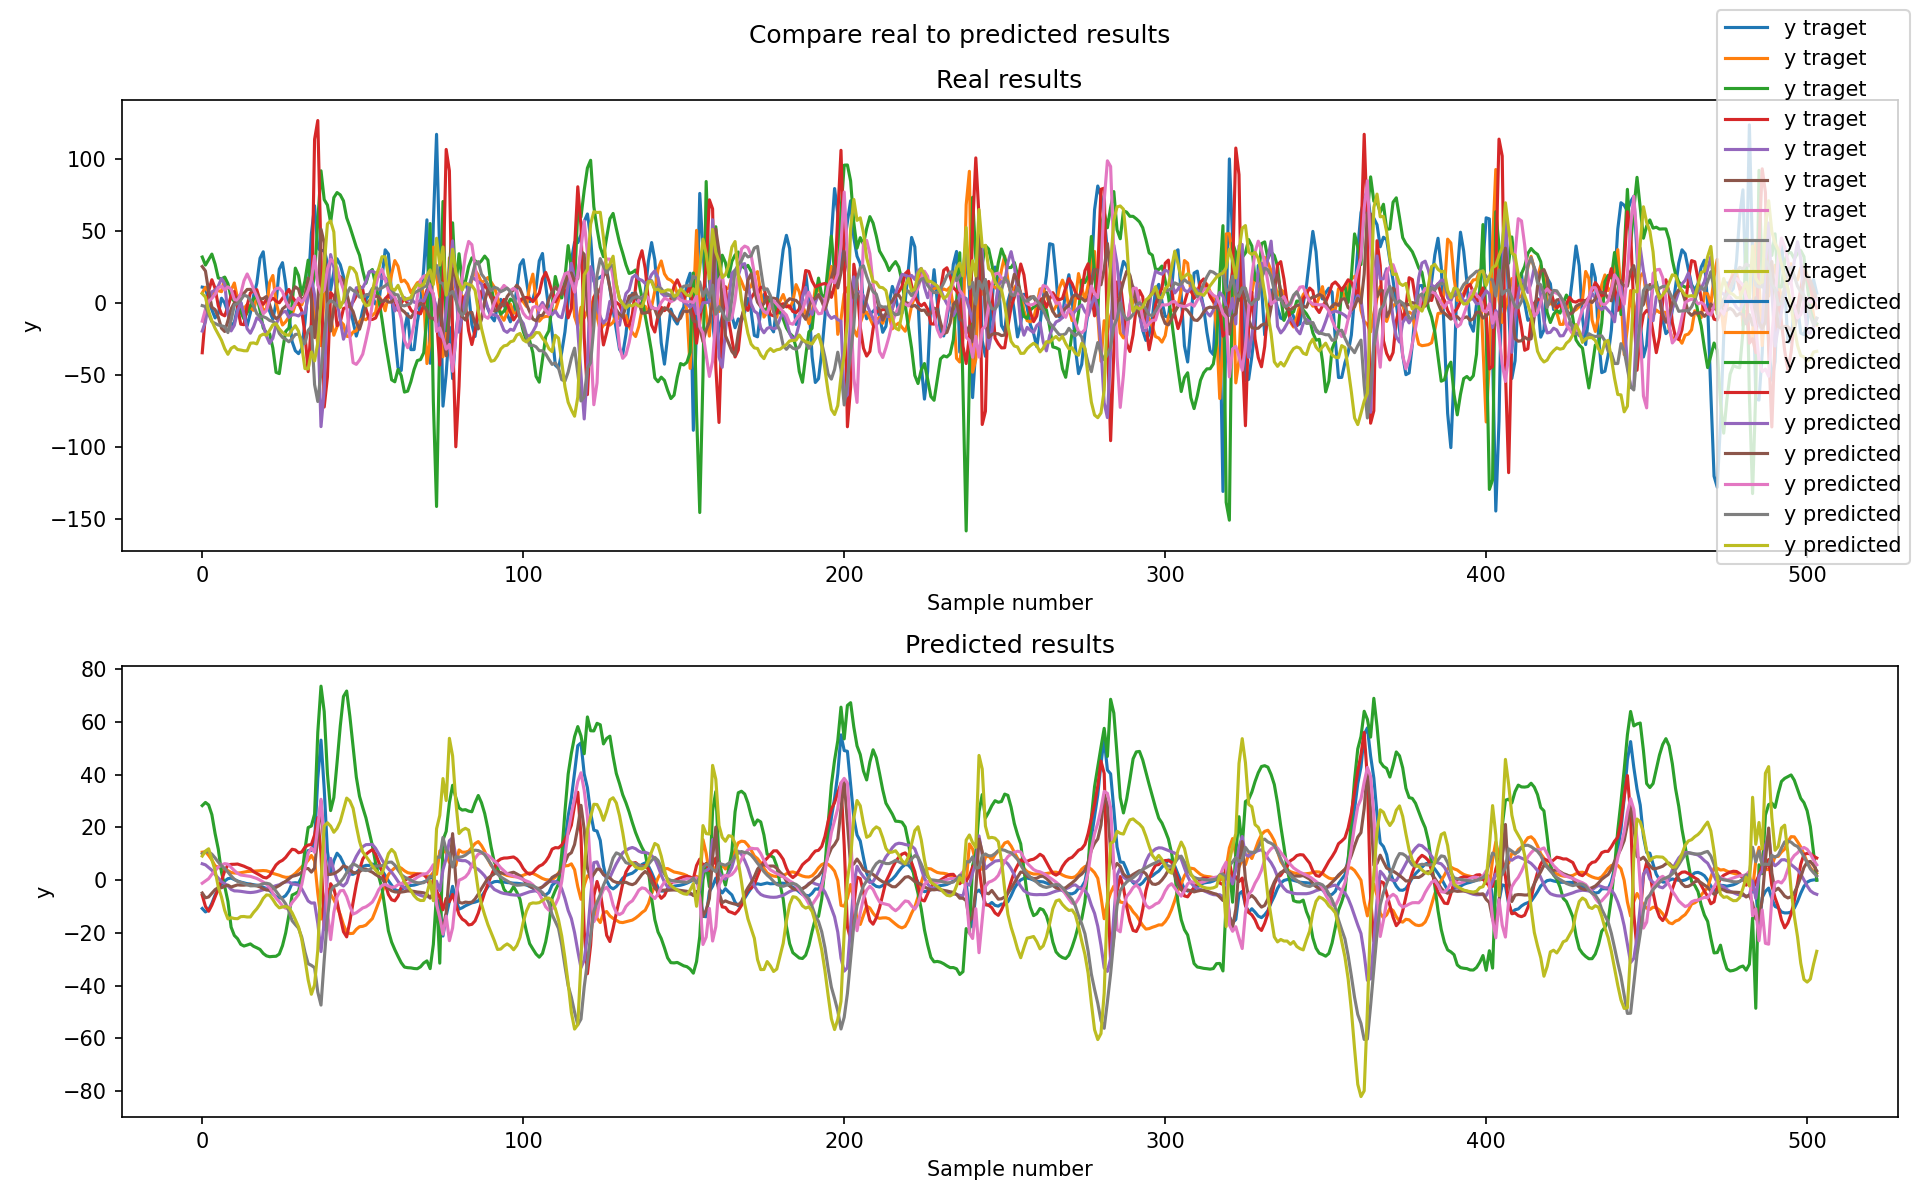 Compare real to predicted results
Real results
y traget
y traget
y traget
y traget
y traget
y traget
y traget
y traget
y traget
y predicted
y predicted
y predicted
y predicted
y predicted
y predicted
y predicted
y predicted
y predicted
y
100
50
0
−50
−100
−150
0 100 200 300 400 500
Sample number
Predicted results
y
80
60
40
20
0
−20
−40
−60
−80
0 100 200 300 400 500
Sample number